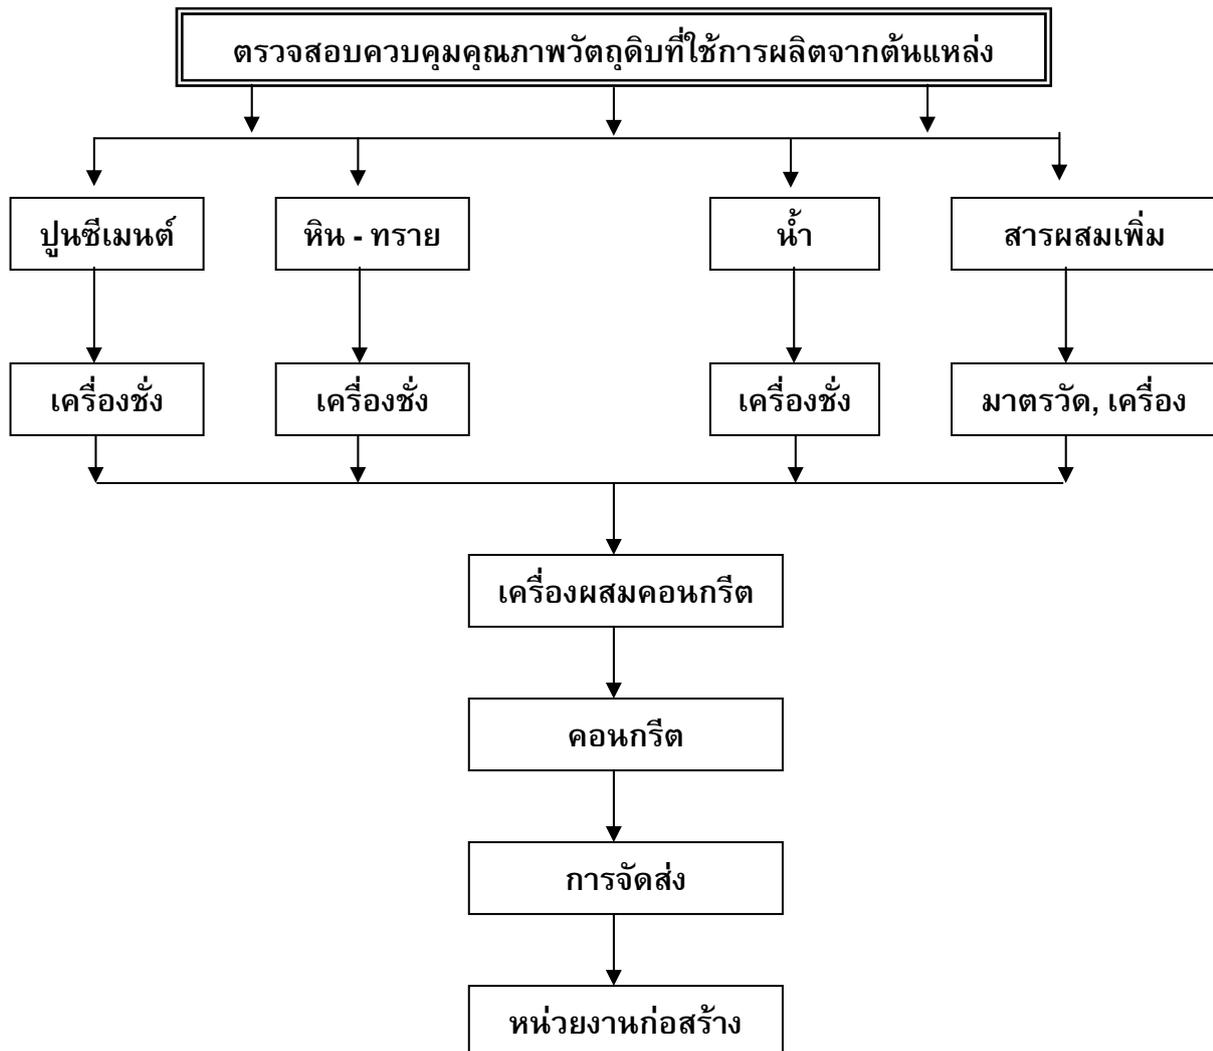 ตรวจสอบควบคุมคุณภาพวัตถุดิบที่ใช้การผลิตจากต้นแหล่ง
ปูนซีเมนต์
หิน - ทราย
น้ำ
สารผสมเพิ่ม
เครื่องชั่ง
เครื่องชั่ง
เครื่องชั่ง
มาตรวัด, เครื่อง
เครื่องผสมคอนกรีต
คอนกรีต
การจัดส่ง
หน่วยงานก่อสร้าง